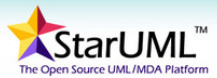 StarUML™
The Open Source UML/MDA Platform